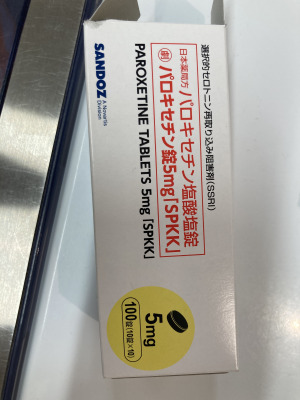 選択的セロトニン再取り込み阻害剤(SSRI)
日本薬局方 パロキセチン塩酸塩錠
劇 パロキセチン錠5mg「SPKK」
PAROXETINE TABLETS 5mg「SPKK」
SANDOZ
A Novartis
Division
5mg
100錠(10錠×10)